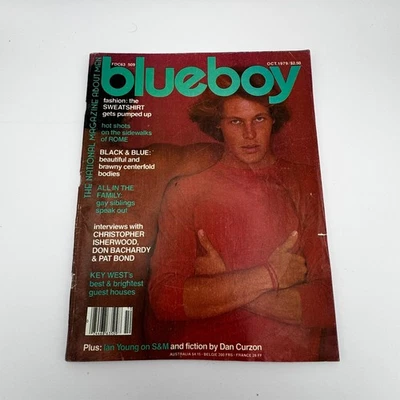 FDC63 909
OCT. 1979/$2.50
blueboy
THE NATIONAL MAGAZINE ABOUT MEN
fashion: the
SWEATSHIRT
gets pumped up
hot shots
on the sidewalks
of ROME
BLACK & BLUE:
beautiful and
brawny centerfold
bodies
ALL IN THE
FAMILY:
gay siblings
speak out!
interviews with
CHRISTOPHER
ISHERWOOD,
DON BACHARDY
& PAT BOND
KEY WEST's
best & brightest
guest houses
Plus: Ian Young on S&M and fiction by Dan Curzon